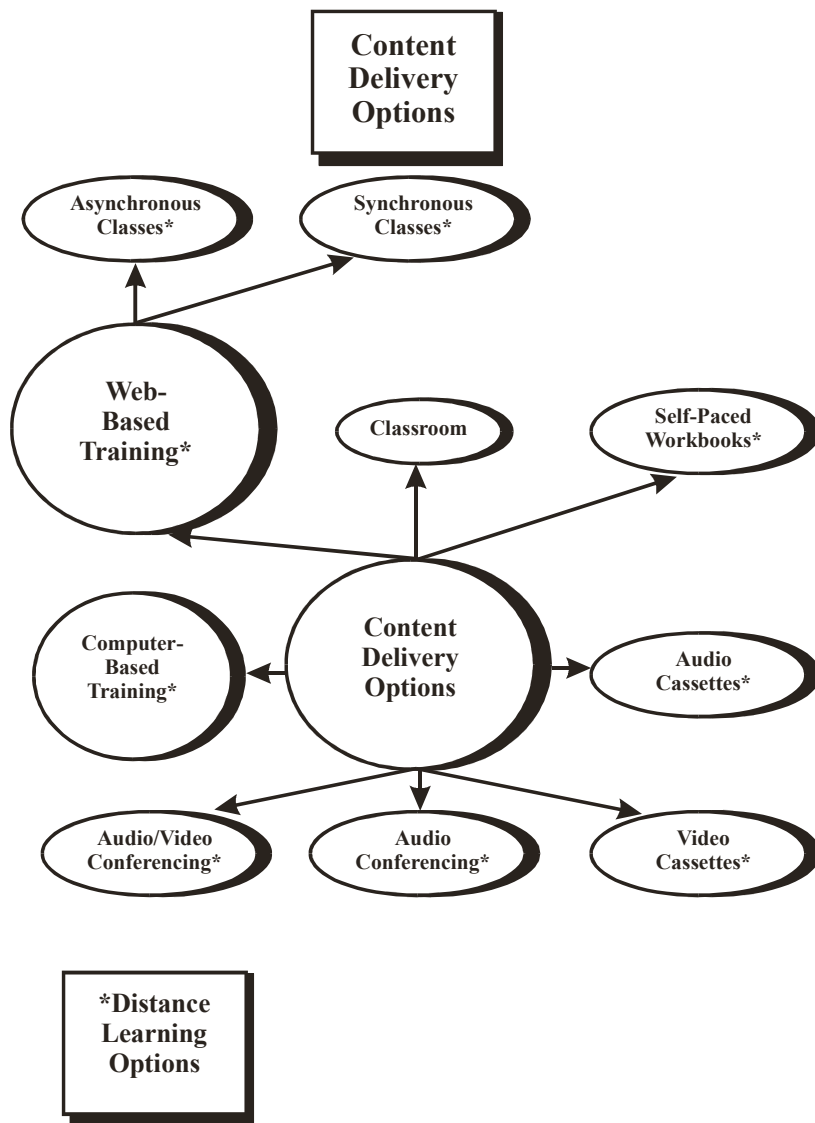 Content
Delivery
Options
Asynchronous
Classes*
Synchronous
Classes*
Web-
Based
Training*
Classroom
Self-Paced
Workbooks*
Computer-
Based
Training*
Content
Delivery
Options
Audio
Cassettes*
Audio/Video
Conferencing*
Audio
Conferencing*
Video
Cassettes*
*Distance
Learning
Options